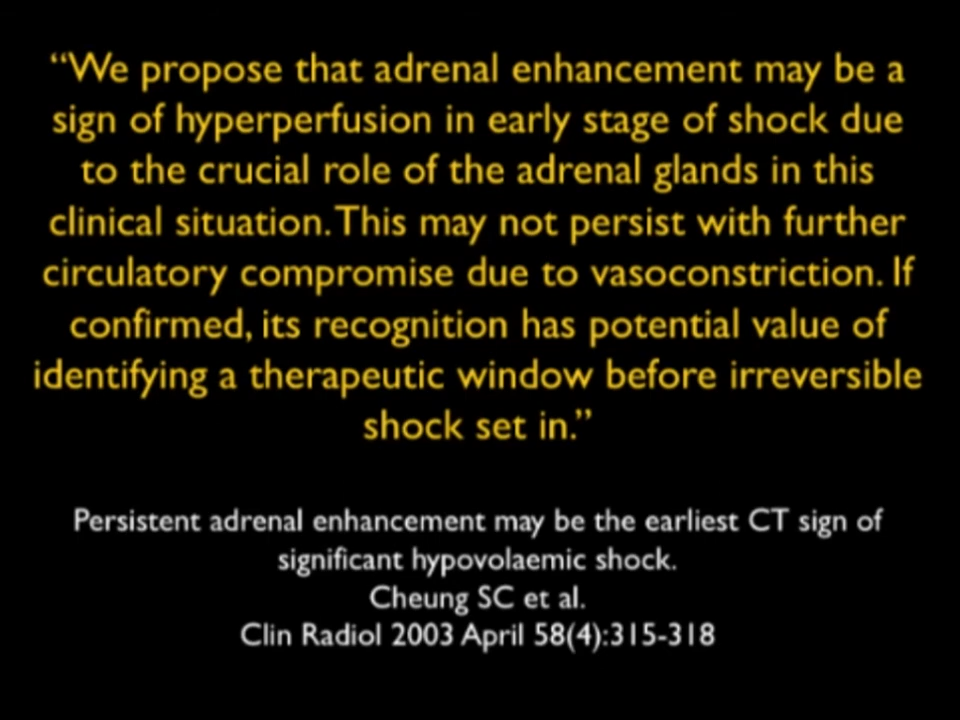 “We propose that adrenal enhancement may be a
sign of hyperperfusion in early stage of shock due
to the crucial role of the adrenal glands in this
clinical situation. This may not persist with further
circulatory compromise due to vasoconstriction. If
confirmed, its recognition has potential value of
identifying a therapeutic window before irreversible
shock set in.”
Persistent adrenal enhancement may be the earliest CT sign of
significant hypovolaemic shock.
Cheung SC et al.
Clin Radiol 2003 April 58(4):315-318